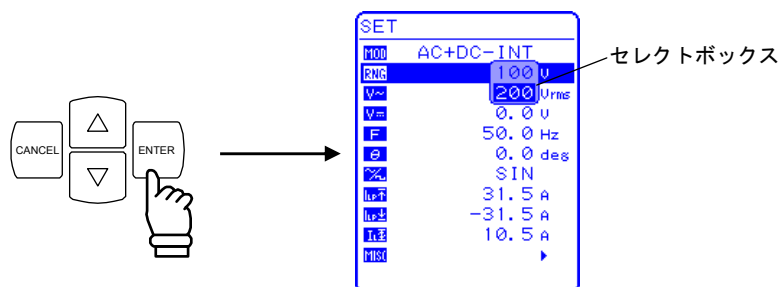 SET
MOD AC+DC-INT
RNG 100 V
V~ 200 Vrms
V⎓ 0.0 V
F 50.0 Hz
θ 0.0 deg
SIN
31.5 A
-31.5 A
10.5 A
MISC
セレクトボックス
CANCEL
ENTER